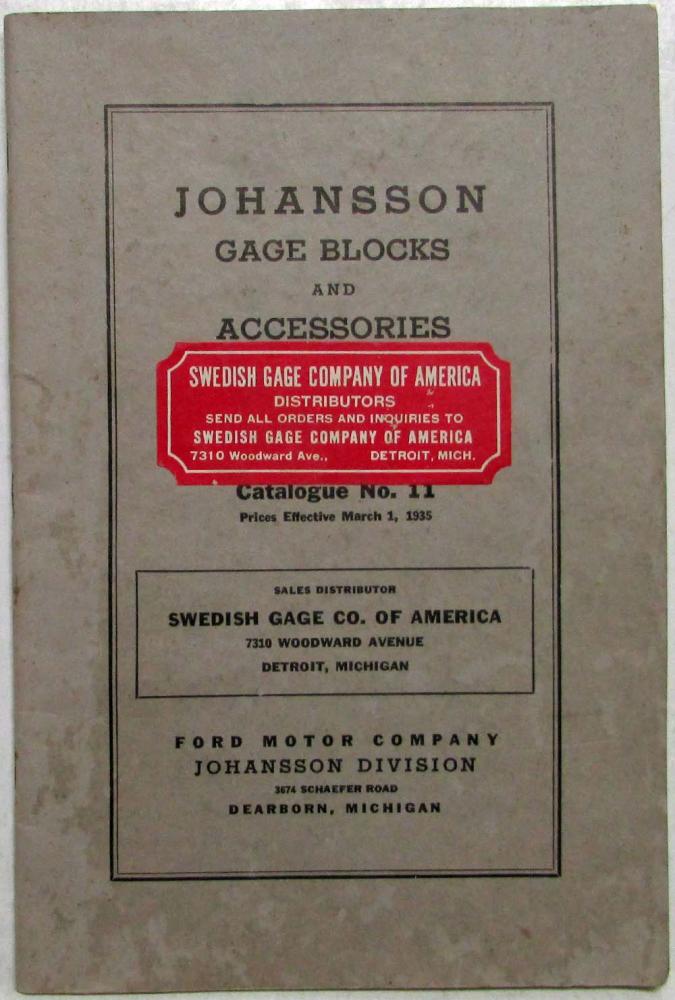 JOHANSSON
GAGE BLOCKS
AND
ACCESSORIES
SWEDISH GAGE COMPANY OF AMERICA
DISTRIBUTORS
SEND ALL ORDERS AND INQUIRIES TO
SWEDISH GAGE COMPANY OF AMERICA
7310 Woodward Ave., DETROIT, MICH.
Catalogue No. 11
Prices Effective March 1, 1935
SALES DISTRIBUTOR
SWEDISH GAGE CO. OF AMERICA
7310 WOODWARD AVENUE
DETROIT, MICHIGAN
FORD MOTOR COMPANY
JOHANSSON DIVISION
3674 SCHAEFER ROAD
DEARBORN, MICHIGAN